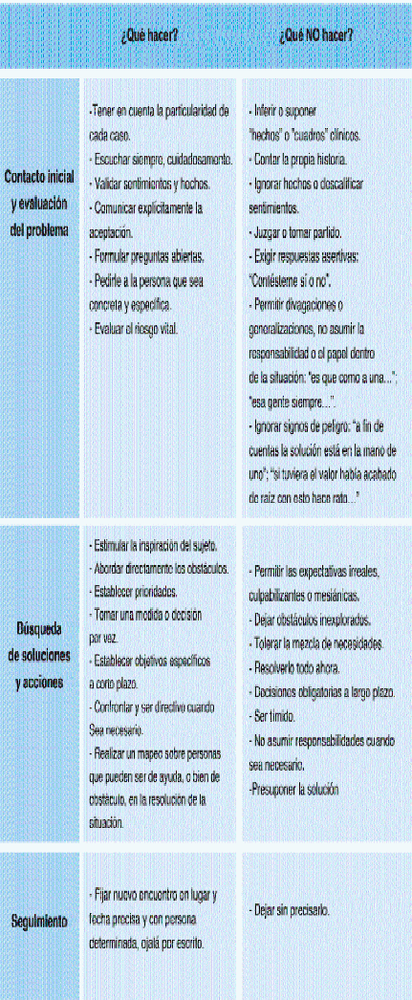 ¿Qué hacer?
¿Qué NO hacer?
Contacto inicial
y evaluación
del problema
-Tener en cuenta la particularidad de
cada caso.
- Escuchar siempre, cuidadosamente.
- Validar sentimientos y hechos.
- Comunicar explícitamente la
aceptación.
- Formular preguntas abiertas.
- Pedirle a la persona que sea
concreta y específica.
- Evaluar el riesgo vital.
- Inferir o suponer
"hechos" o "cuadros" clínicos.
- Contar la propia historia.
- Ignorar hechos o descalificar
sentimientos.
- Juzgar o tomar partido.
- Exigir respuestas asertivas:
"Contésteme sí o no".
- Permitir divagaciones o
generalizaciones, no asumir la
responsabilidad o el papel dentro
de la situación: "es que como a una...";
"esa gente siempre...".
- Ignorar signos de peligro: "a fin de
cuentas la solución está en la mano de
uno"; "si tuviera el valor había acabado
de raíz con esto hace rato..."
Búsqueda
de soluciones
y acciones
- Estimular la inspiración del sujeto.
- Abordar directamente los obstáculos.
- Establecer prioridades.
- Tomar una medida o decisión
por vez.
- Establecer objetivos específicos
a corto plazo.
- Confrontar y ser directivo cuando
Sea necesario.
- Realizar un mapeo sobre personas
que pueden ser de ayuda, o bien de
obstáculo, en la resolución de la
situación.
- Permitir las expectativas irreales,
culpabilizantes o mesiánicas.
- Dejar obstáculos inexplorados.
- Tolerar la mezcla de necesidades.
- Resolverlo todo ahora.
- Decisiones obligatorias a largo plazo.
- Ser tímido.
- No asumir responsabilidades cuando
sea necesario.
-Presuponer la solución
Seguimiento
- Fijar nuevo encuentro en lugar y
fecha precisa y con persona
determinada, ojalá por escrito.
- Dejar sin precisarlo.